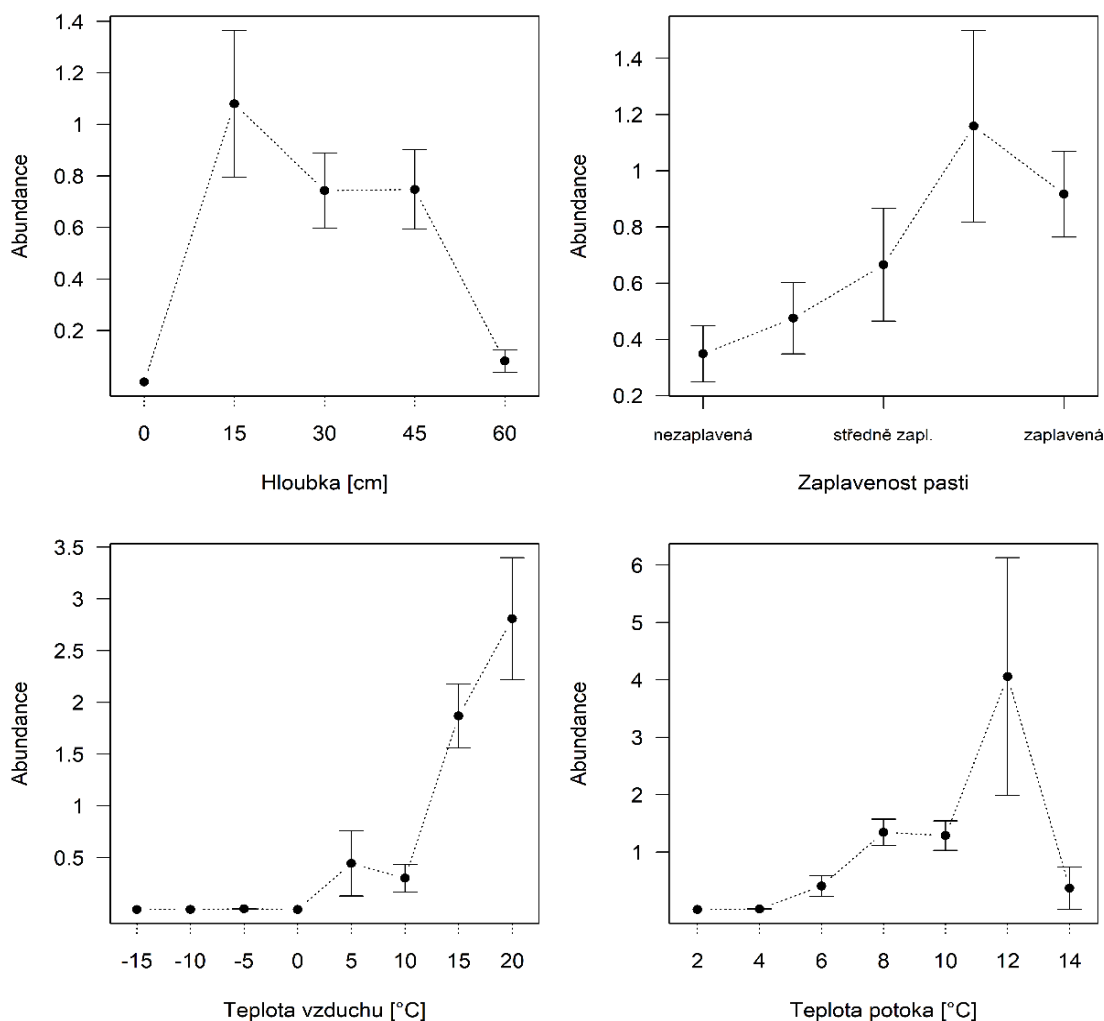 1.4
1.2
1
0.8
0.6
0.4
0.2
Abundance
0 15 30 45 60
Hloubka [cm]
1.4
1.2
1
0.8
0.6
0.4
0.2
Abundance
nezaplavená středně zapl. zaplavená
Zaplavenost pasti
3.5
3
2.5
2
1.5
1
0.5
Abundance
-15 -10 -5 0 5 10 15 20
Teplota vzduchu [°C]
6
5
4
3
2
1
Abundance
2 4 6 8 10 12 14
Teplota potoka [°C]